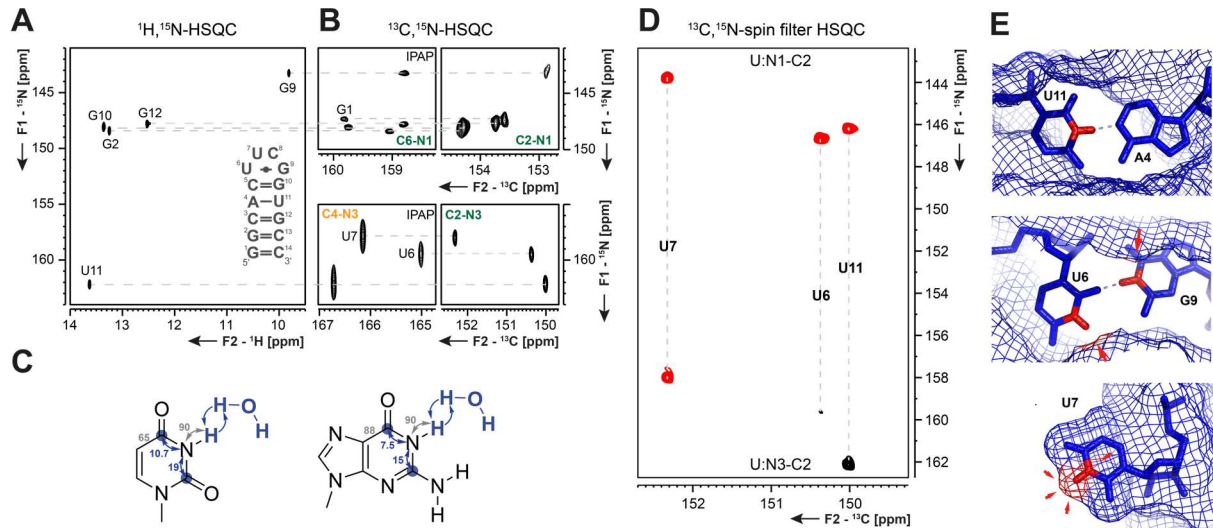 A
¹H,¹⁵N-HSQC
F1 - ¹⁵N [ppm]
145
150
155
160
G9
G10
G12
G2
U11
⁷U C⁸
⁶U G⁹
⁵C G¹⁰
⁴A U¹¹
³C G¹²
²G C¹³
G C¹⁴
5' 3'
14 13 12 11 10
F2 - ¹H [ppm]
B
¹³C,¹⁵N-HSQC
IPAP
G1
C6-N1
C2-N1
145
150
F1 - ¹⁵N [ppm]
160 159 154 153
F2 - ¹³C [ppm]
C4-N3
IPAP
C2-N3
U7
U6
160
F1 - ¹⁵N [ppm]
167 166 165 152 151 150
F2 - ¹³C [ppm]
C
O
65
10.7
90
N
H
19
N
O
H
O
H
O
88
7.5
90
N
H
15
N
N
N
N
H
H
H
O
H
D
¹³C,¹⁵N-spin filter HSQC
U:N1-C2
U7
U6
U11
U:N3-C2
144
146
148
150
152
154
156
158
160
162
F1 - ¹⁵N [ppm]
152 151 150
F2 - ¹³C [ppm]
E
U11
A4
U6
G9
U7